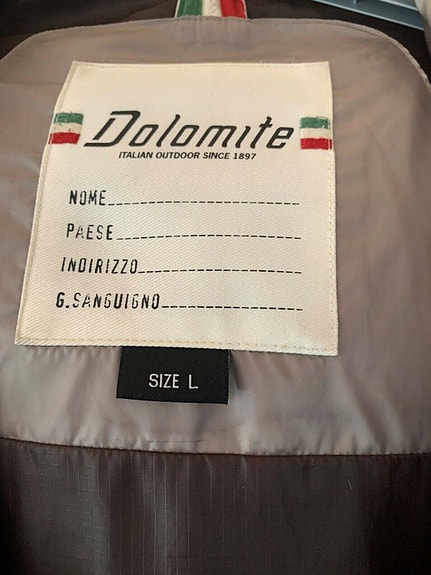 Dolomite
ITALIAN OUTDOOR SINCE 1897
NOME
PAESE
INDIRIZZO
G.SANGUIGNO
SIZE L